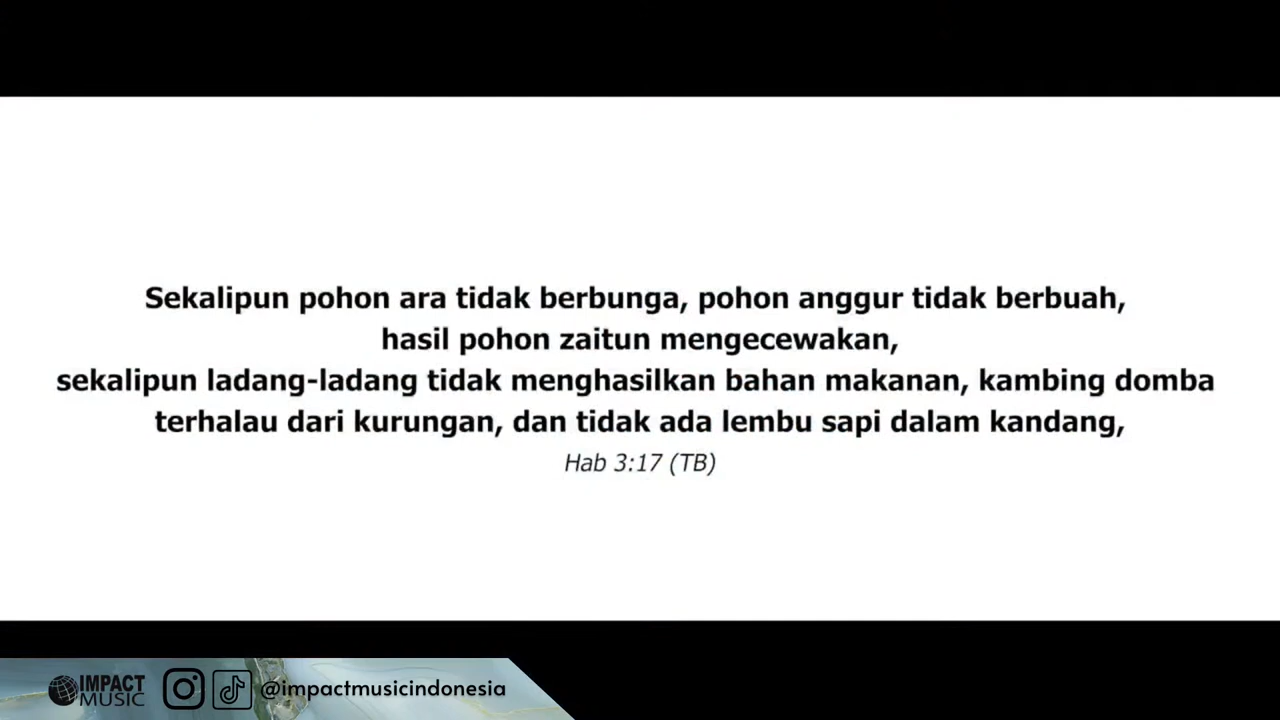 Sekalipun pohon ara tidak berbunga, pohon anggur tidak berbuah,
hasil pohon zaitun mengecewakan,
sekalipun ladang-ladang tidak menghasilkan bahan makanan, kambing domba
terhalau dari kurungan, dan tidak ada lembu sapi dalam kandang,
Hab 3:17 (TB)
IMPACT
MUSIC
@impactmusicindonesia